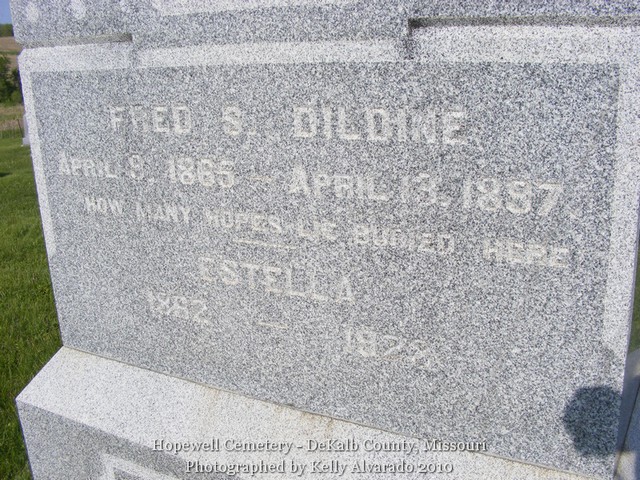 FRED S. DILDINE
APRIL 9, 1865 — APRIL 13, 1897
HOW MANY HOPES LIE BURIED HERE
ESTELLA
1862 —
Hopewell Cemetery - DeKalb County, Missouri
Photographed by Kelly Alvarado 2010